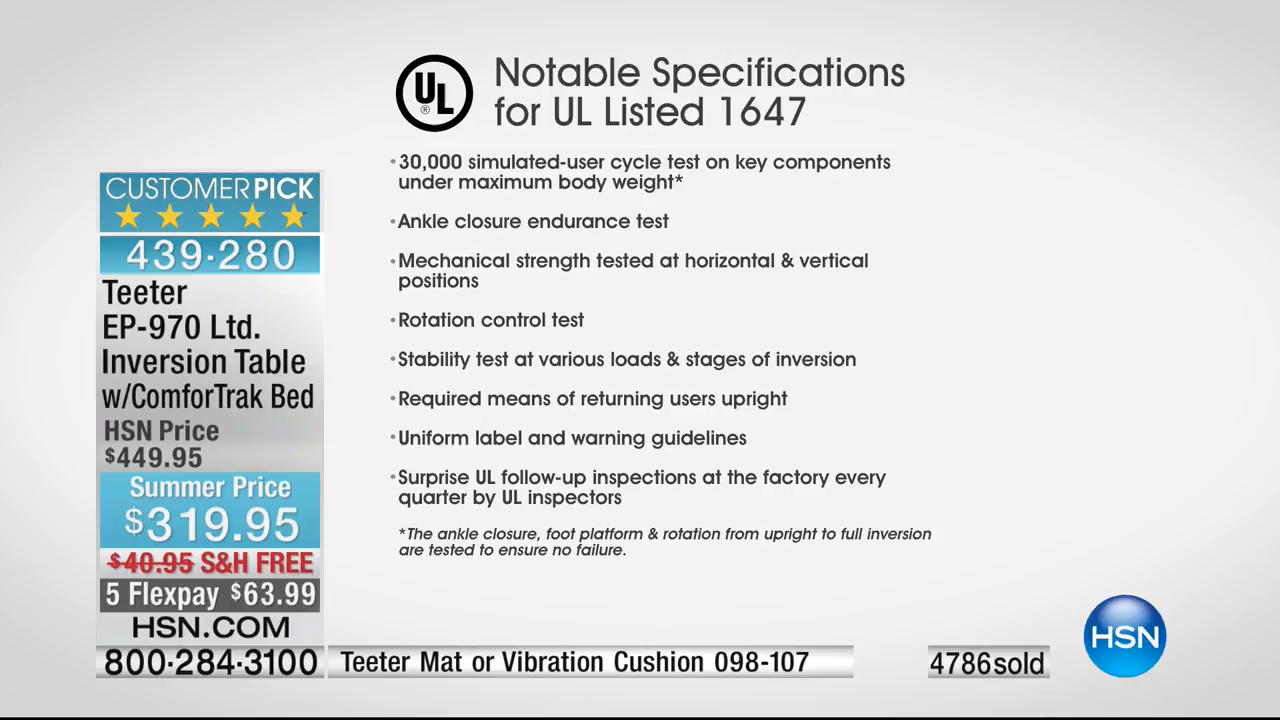 UL
®
Notable Specifications
for UL Listed 1647
•30,000 simulated-user cycle test on key components
under maximum body weight*
•Ankle closure endurance test
•Mechanical strength tested at horizontal & vertical
positions
•Rotation control test
•Stability test at various loads & stages of inversion
•Required means of returning users upright
•Uniform label and warning guidelines
•Surprise UL follow-up inspections at the factory every
quarter by UL inspectors
*The ankle closure, foot platform & rotation from upright to full inversion
are tested to ensure no failure.
CUSTOMER PICK
439·280
Teeter
EP-970 Ltd.
Inversion Table
w/ComforTrak Bed
HSN Price
$449.95
Summer Price
$319.95
$40.95 S&H FREE
5 Flexpay $63.99
HSN.COM
800·284·3100
Teeter Mat or Vibration Cushion 098-107
4786 sold
HSN